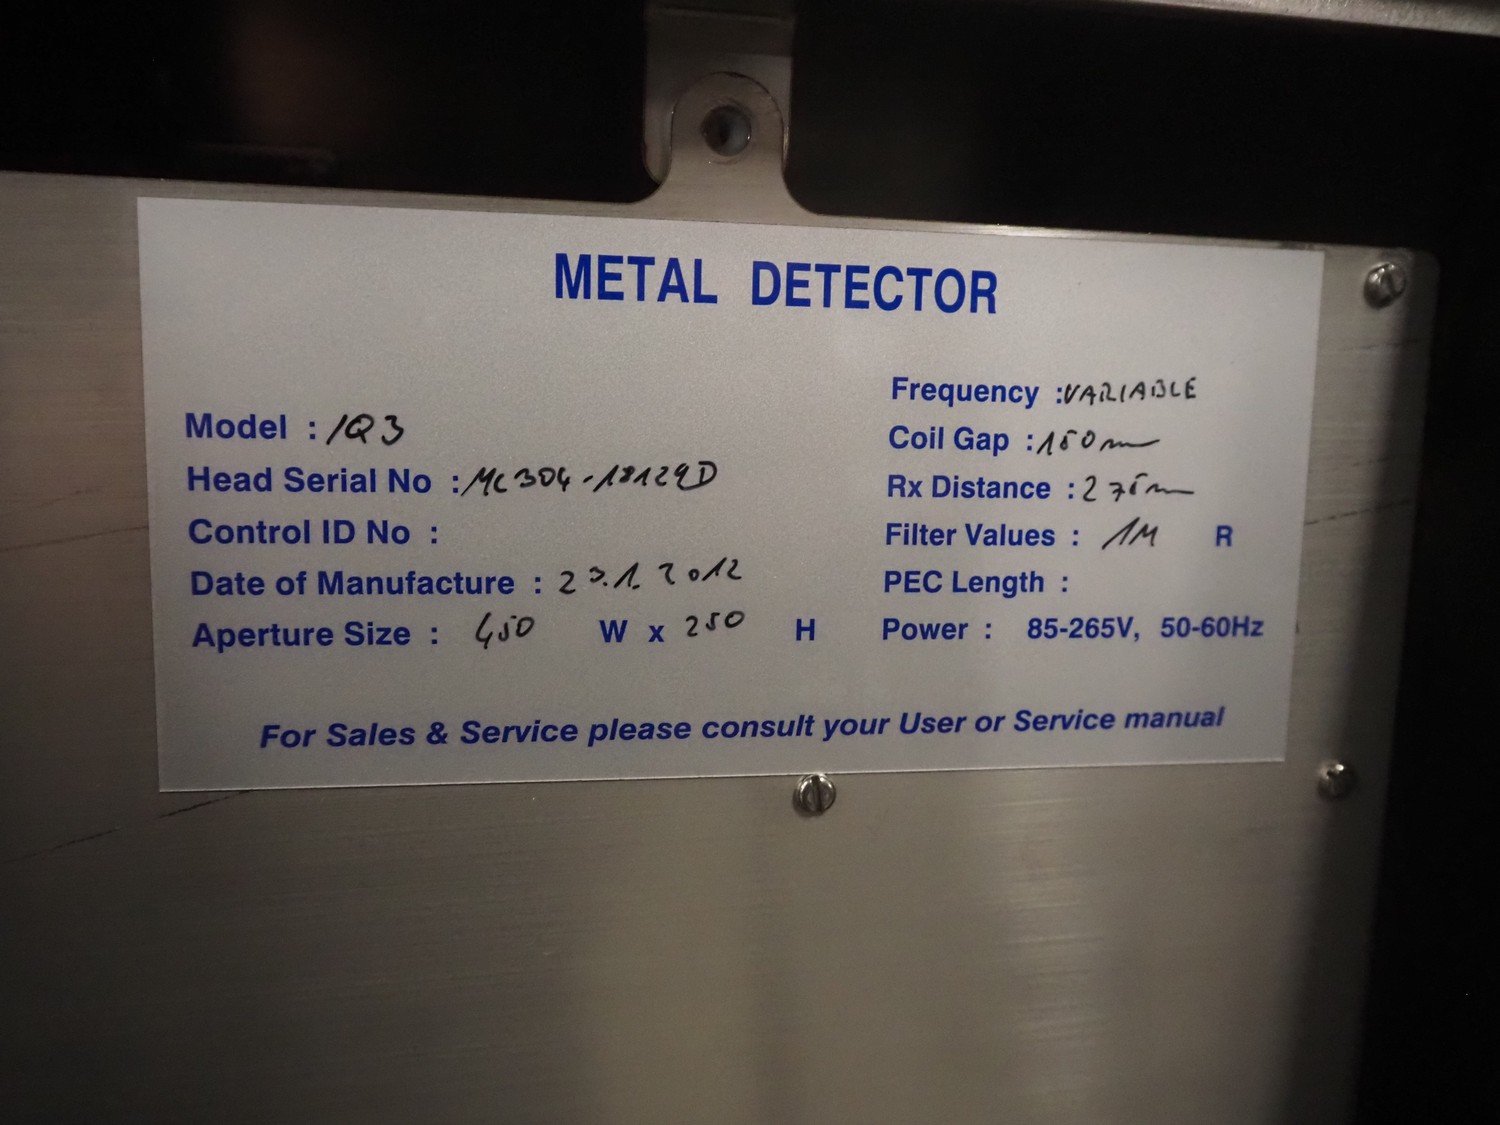 METAL DETECTOR
Model : IQ3
Head Serial No : MC304-18129D
Control ID No :
Date of Manufacture : 23.1.2012
Aperture Size : 450 W x 250 H
Frequency : VARIABLE
Coil Gap : 150mm
Rx Distance : 275mm
Filter Values : 1M R
PEC Length :
Power : 85-265V, 50-60Hz
For Sales & Service please consult your User or Service manual